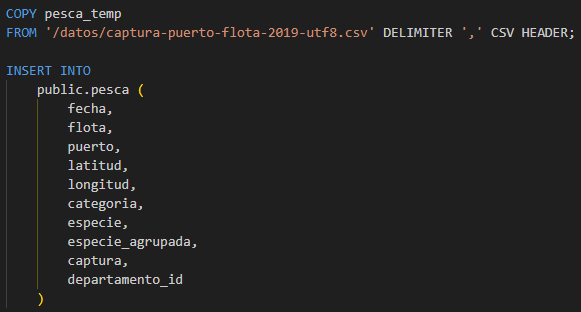 COPY pesca_temp
FROM '/datos/captura-puerto-flota-2019-utf8.csv' DELIMITER ',' CSV HEADER;
INSERT INTO
public.pesca (
fecha,
flota,
puerto,
latitud,
longitud,
categoria,
especie,
especie_agrupada,
captura,
departamento_id
)